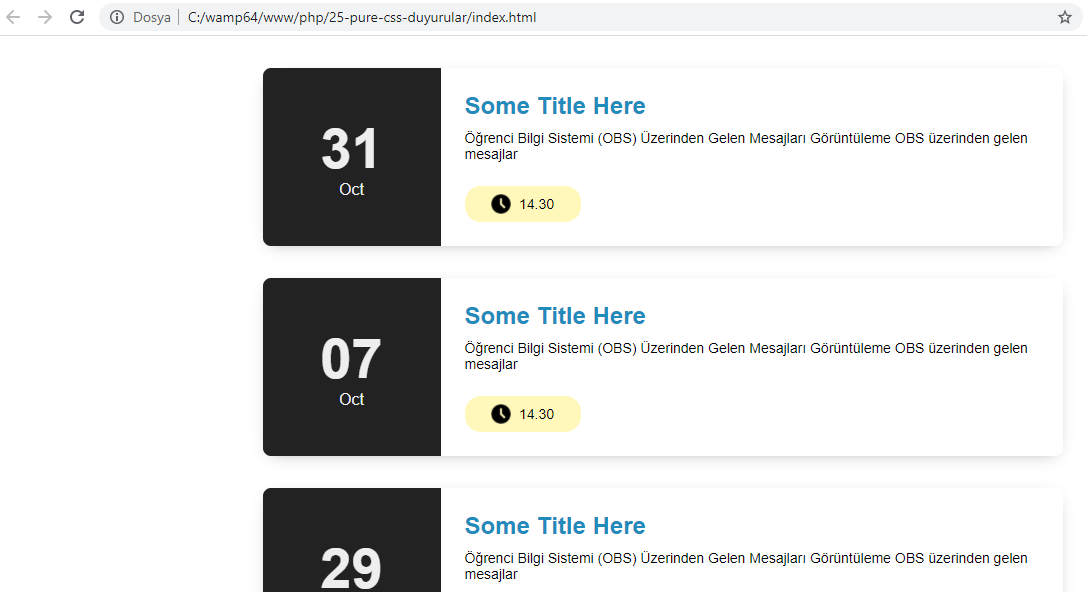 Dosya | C:/wamp64/www/php/25-pure-css-duyurular/index.html
31
Oct
Some Title Here
Öğrenci Bilgi Sistemi (OBS) Üzerinden Gelen Mesajları Görüntüleme OBS üzerinden gelen
mesajlar
14.30
07
Oct
Some Title Here
Öğrenci Bilgi Sistemi (OBS) Üzerinden Gelen Mesajları Görüntüleme OBS üzerinden gelen
mesajlar
14.30
29
Some Title Here
Öğrenci Bilgi Sistemi (OBS) Üzerinden Gelen Mesajları Görüntüleme OBS üzerinden gelen
mesajlar